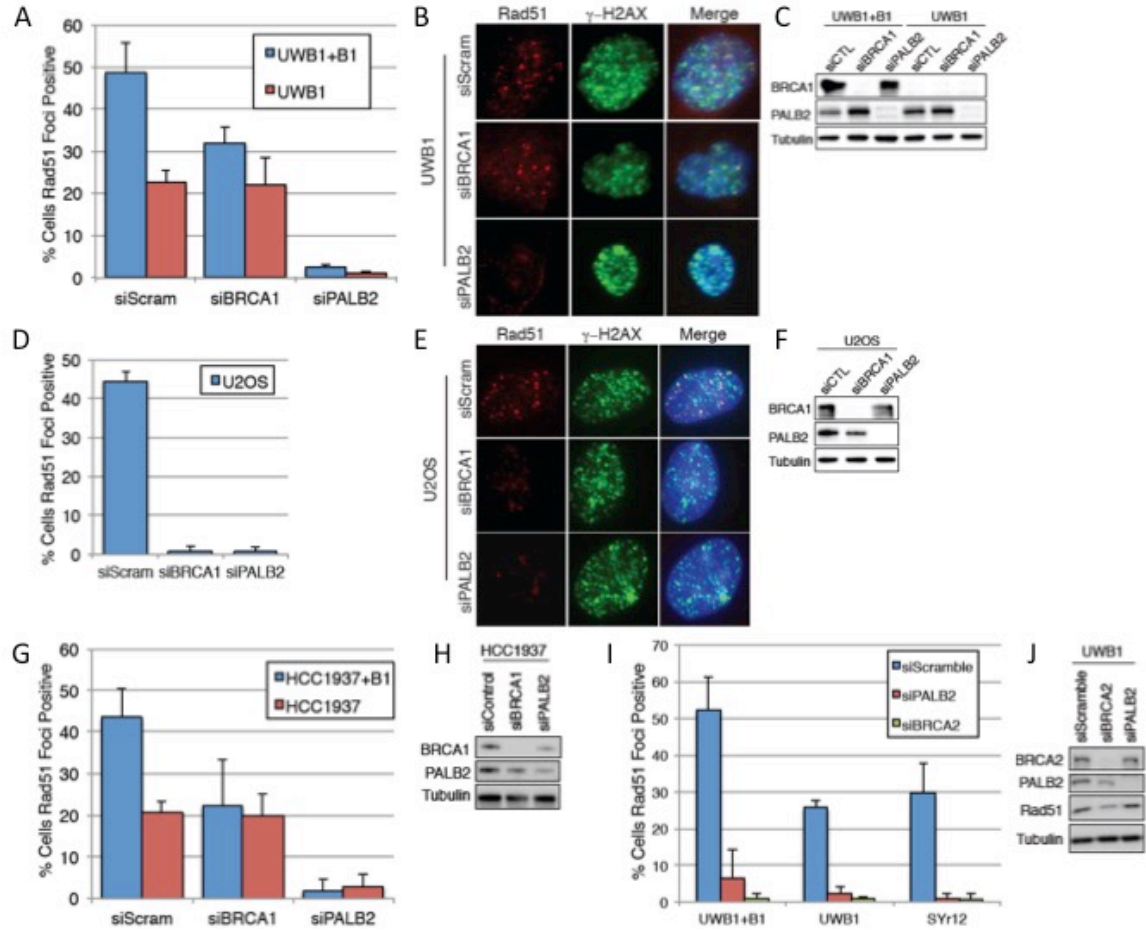 A
% Cells Rad51 Foci Positive
60
50
40
30
20
10
0
UWB1+B1
UWB1
siScram siBRCA1 siPALB2
B
Rad51 γ-H2AX Merge
UWB1
siScram
siBRCA1
siPALB2
C
UWB1+B1 UWB1
siCTL siBRCA1 siPALB2 siCTL siBRCA1 siPALB2
BRCA1
PALB2
Tubulin
D
% Cells Rad51 Foci Positive
50
40
30
20
10
0
U2OS
siScram siBRCA1 siPALB2
E
Rad51 γ-H2AX Merge
U2OS
siScram
siBRCA1
siPALB2
F
U2OS
siCTL siBRCA1 siPALB2
BRCA1
PALB2
Tubulin
G
% Cells Rad51 Foci Positive
60
50
40
30
20
10
0
HCC1937+B1
HCC1937
siScram siBRCA1 siPALB2
H
HCC1937
siControl siBRCA1 siPALB2
BRCA1
PALB2
Tubulin
I
% Cells Rad51 Foci Positive
70
60
50
40
30
20
10
0
siScramble
siPALB2
siBRCA2
UWB1+B1 UWB1 SYr12
J
UWB1
siScramble siBRCA2 siPALB2
BRCA2
PALB2
Rad51
Tubulin